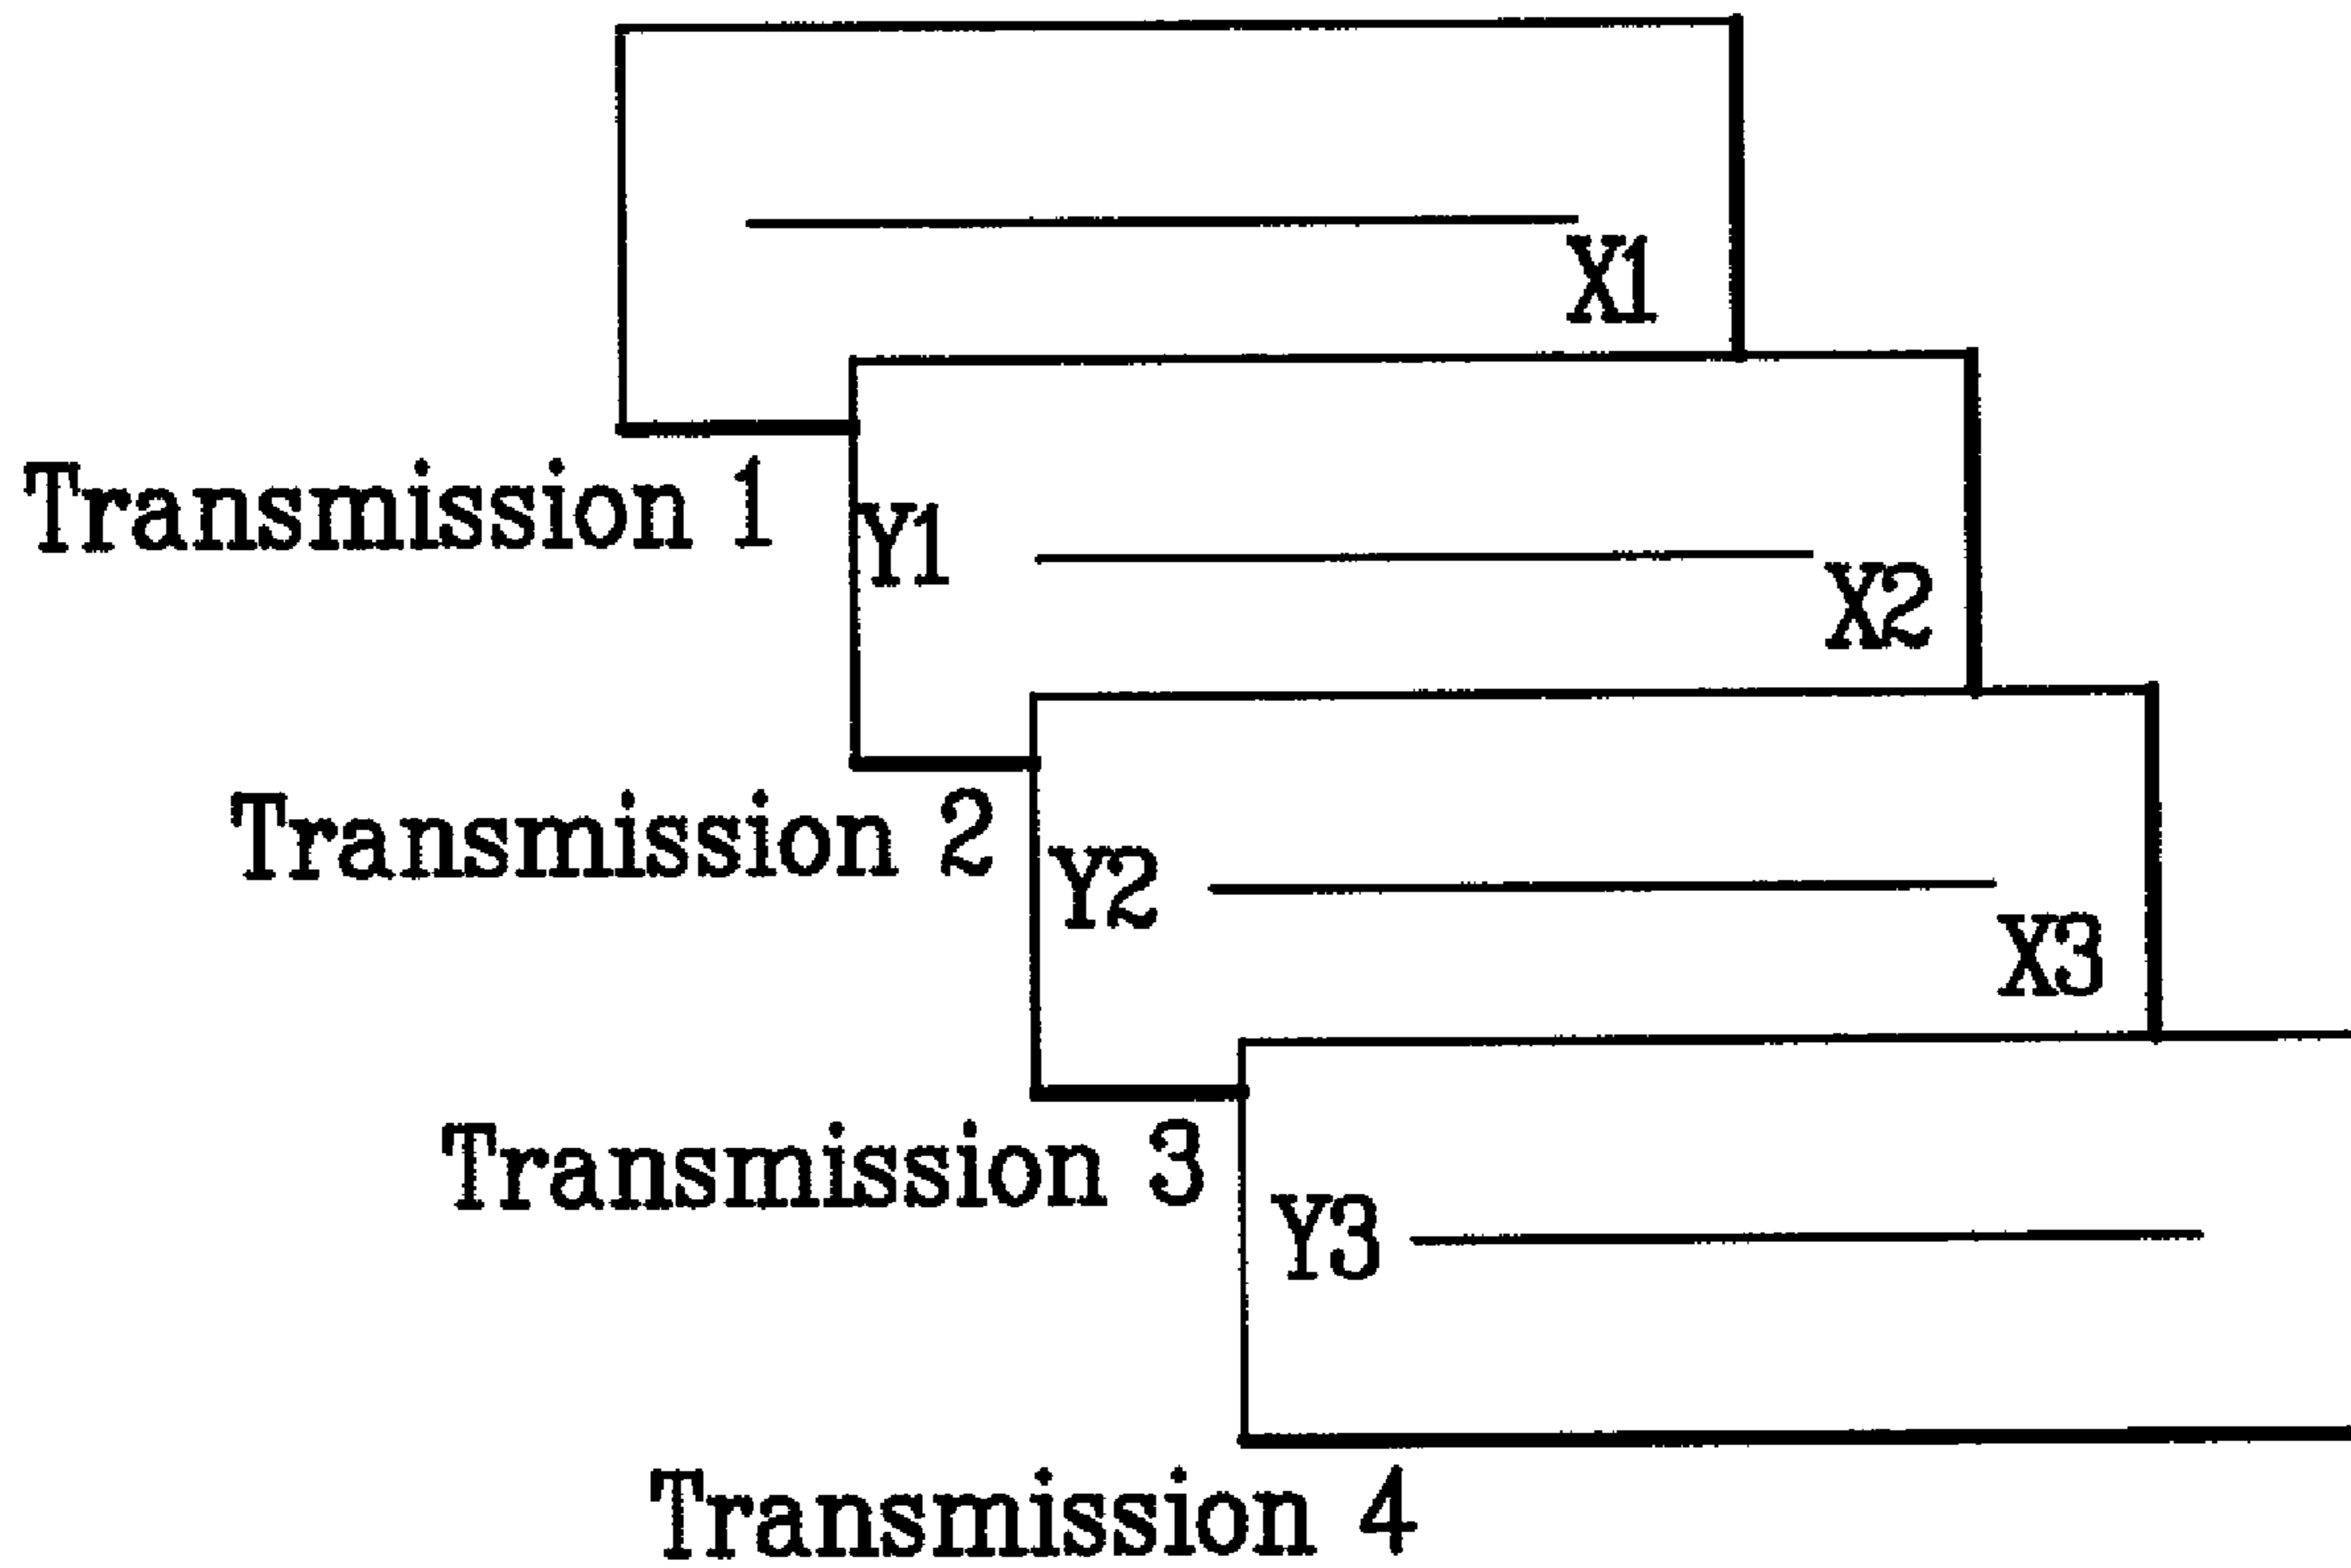 X1
Transmission 1
Y1
X2
Transmission 2
Y2
X3
Transmission 3
Y3
Transmission 4